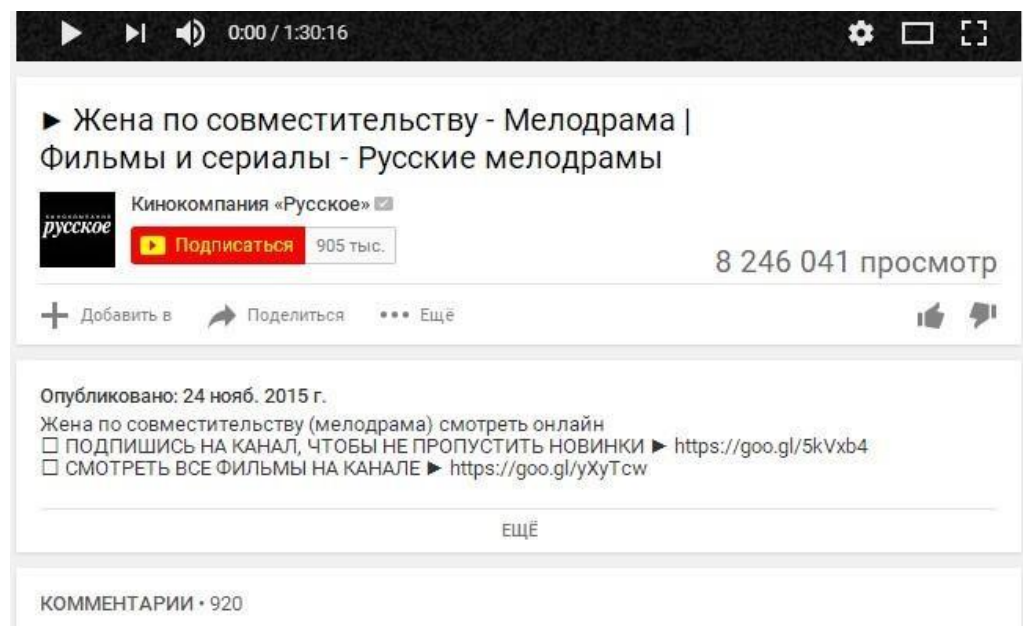 0:00 / 1:30:16
► Жена по совместительству - Мелодрама |
Фильмы и сериалы - Русские мелодрамы
КИНОКОМПАНИЯ
русское
Кинокомпания «Русское»
Подписаться 905 тыс.
8 246 041 просмотр
Добавить в Поделиться ••• Ещё
Опубликовано: 24 нояб. 2015 г.
Жена по совместительству (мелодрама) смотреть онлайн
☐ ПОДПИШИСЬ НА КАНАЛ, ЧТОБЫ НЕ ПРОПУСТИТЬ НОВИНКИ ► https://goo.gl/5kVxb4
☐ СМОТРЕТЬ ВСЕ ФИЛЬМЫ НА КАНАЛЕ ► https://goo.gl/yXyTcw
ЕЩЁ
КОММЕНТАРИИ • 920